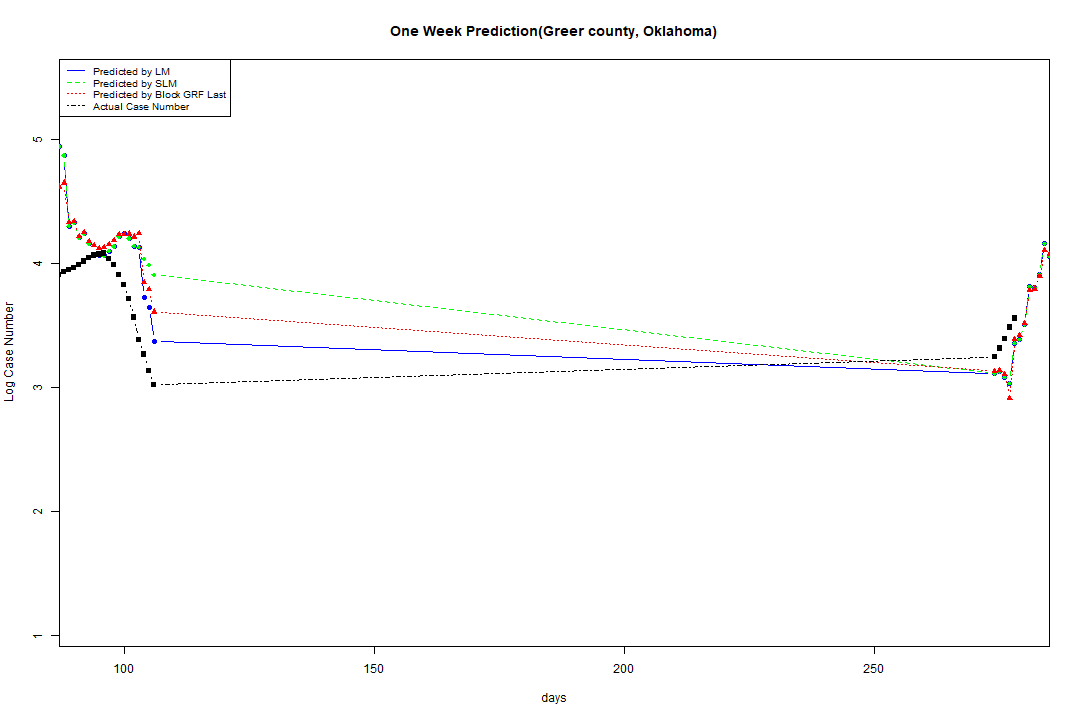 One Week Prediction(Greer county, Oklahoma)
Predicted by LM
Predicted by SLM
Predicted by Block GRF Last
Actual Case Number
5
4
3
2
1
Log Case Number
100 150 200 250
days